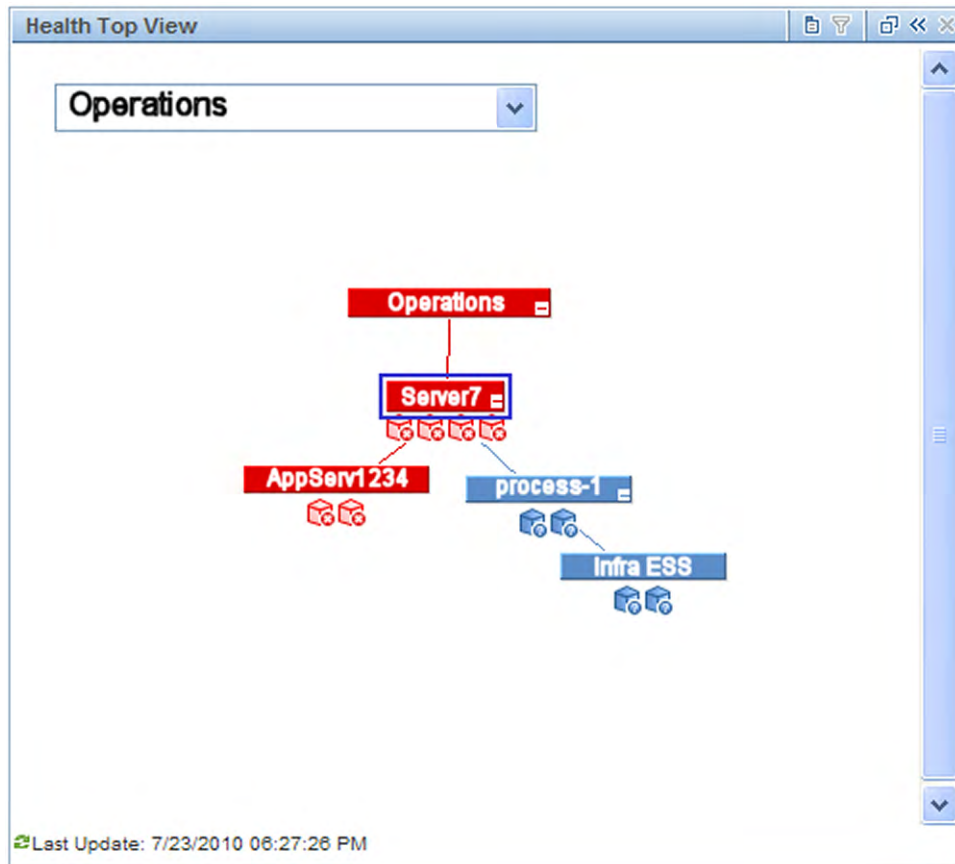 Health Top View
Operations
Operations
Server7
AppServ1234
process-1
Infra ESS
Last Update: 7/23/2010 06:27:26 PM